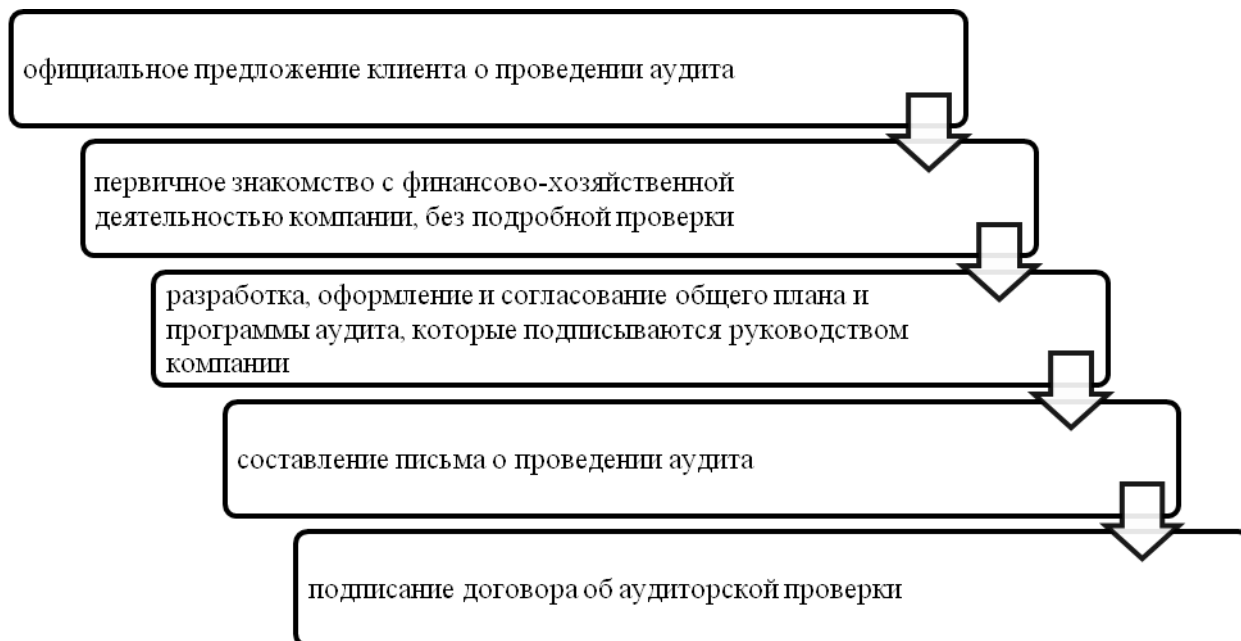 официальное предложение клиента о проведении аудита
первичное знакомство с финансово-хозяйственной
деятельностью компании, без подробной проверки
разработка, оформление и согласование общего плана и
программы аудита, которые подписываются руководством
компании
составление письма о проведении аудита
подписание договора об аудиторской проверки